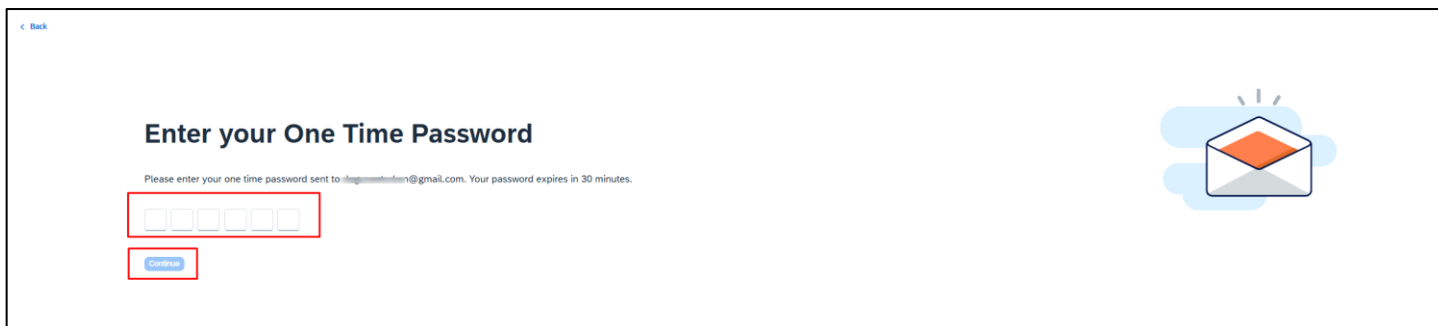 Back
Enter your One Time Password
Please enter your one time password sent to @gmail.com. Your password expires in 30 minutes.
Continue